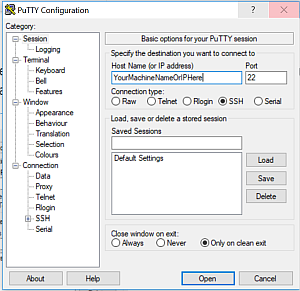 PuTTY Configuration
Category:
Session
Logging
Terminal
Keyboard
Bell
Features
Window
Appearance
Behaviour
Translation
Selection
Colours
Connection
Data
Proxy
Telnet
Rlogin
SSH
Serial
Basic options for your PuTTY session
Specify the destination you want to connect to
Host Name (or IP address) Port
YourMachineNameOrIPHere 22
Connection type:
Raw Telnet Rlogin SSH Serial
Load, save or delete a stored session
Saved Sessions
Default Settings
Load
Save
Delete
Close window on exit:
Always Never Only on clean exit
About Help Open Cancel